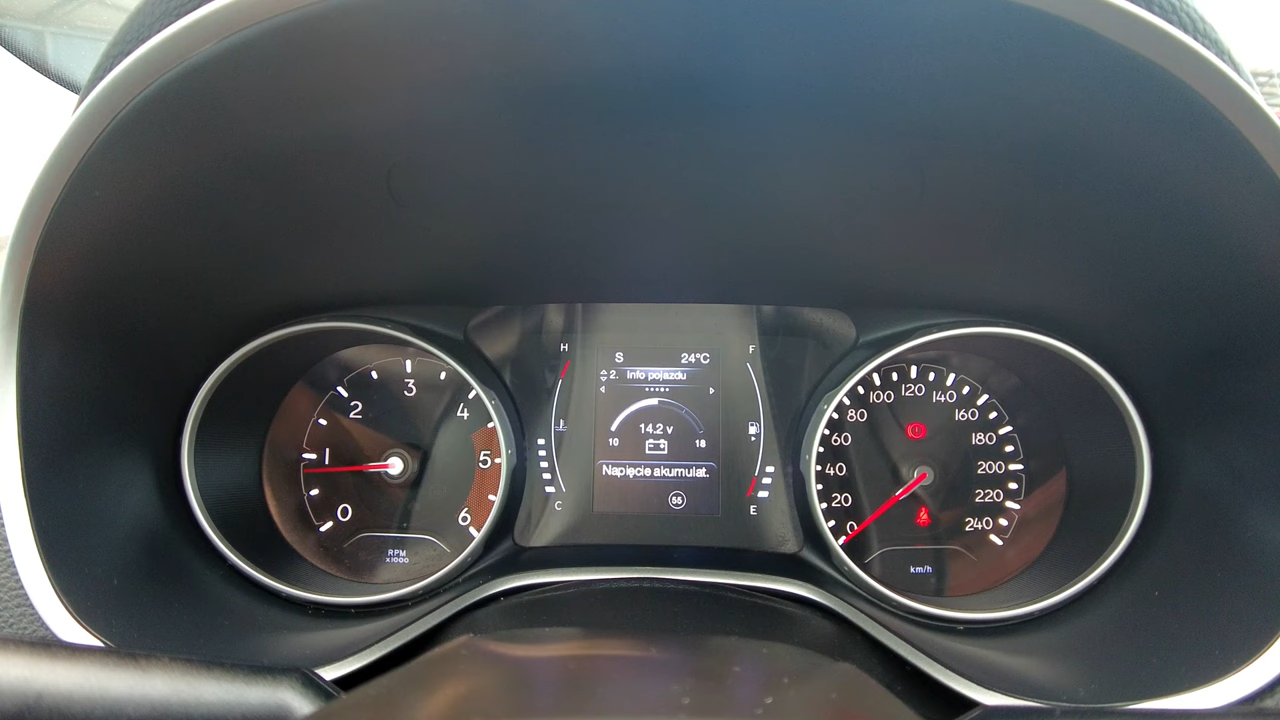 0
1
2
3
4
5
6
RPM
x1000
H
C
S 24°C
2. Info pojazdu
14.2 v
10 18
Napięcie akumulat.
55
F
E
0
20
40
60
80
100
120
140
160
180
200
220
240
km/h